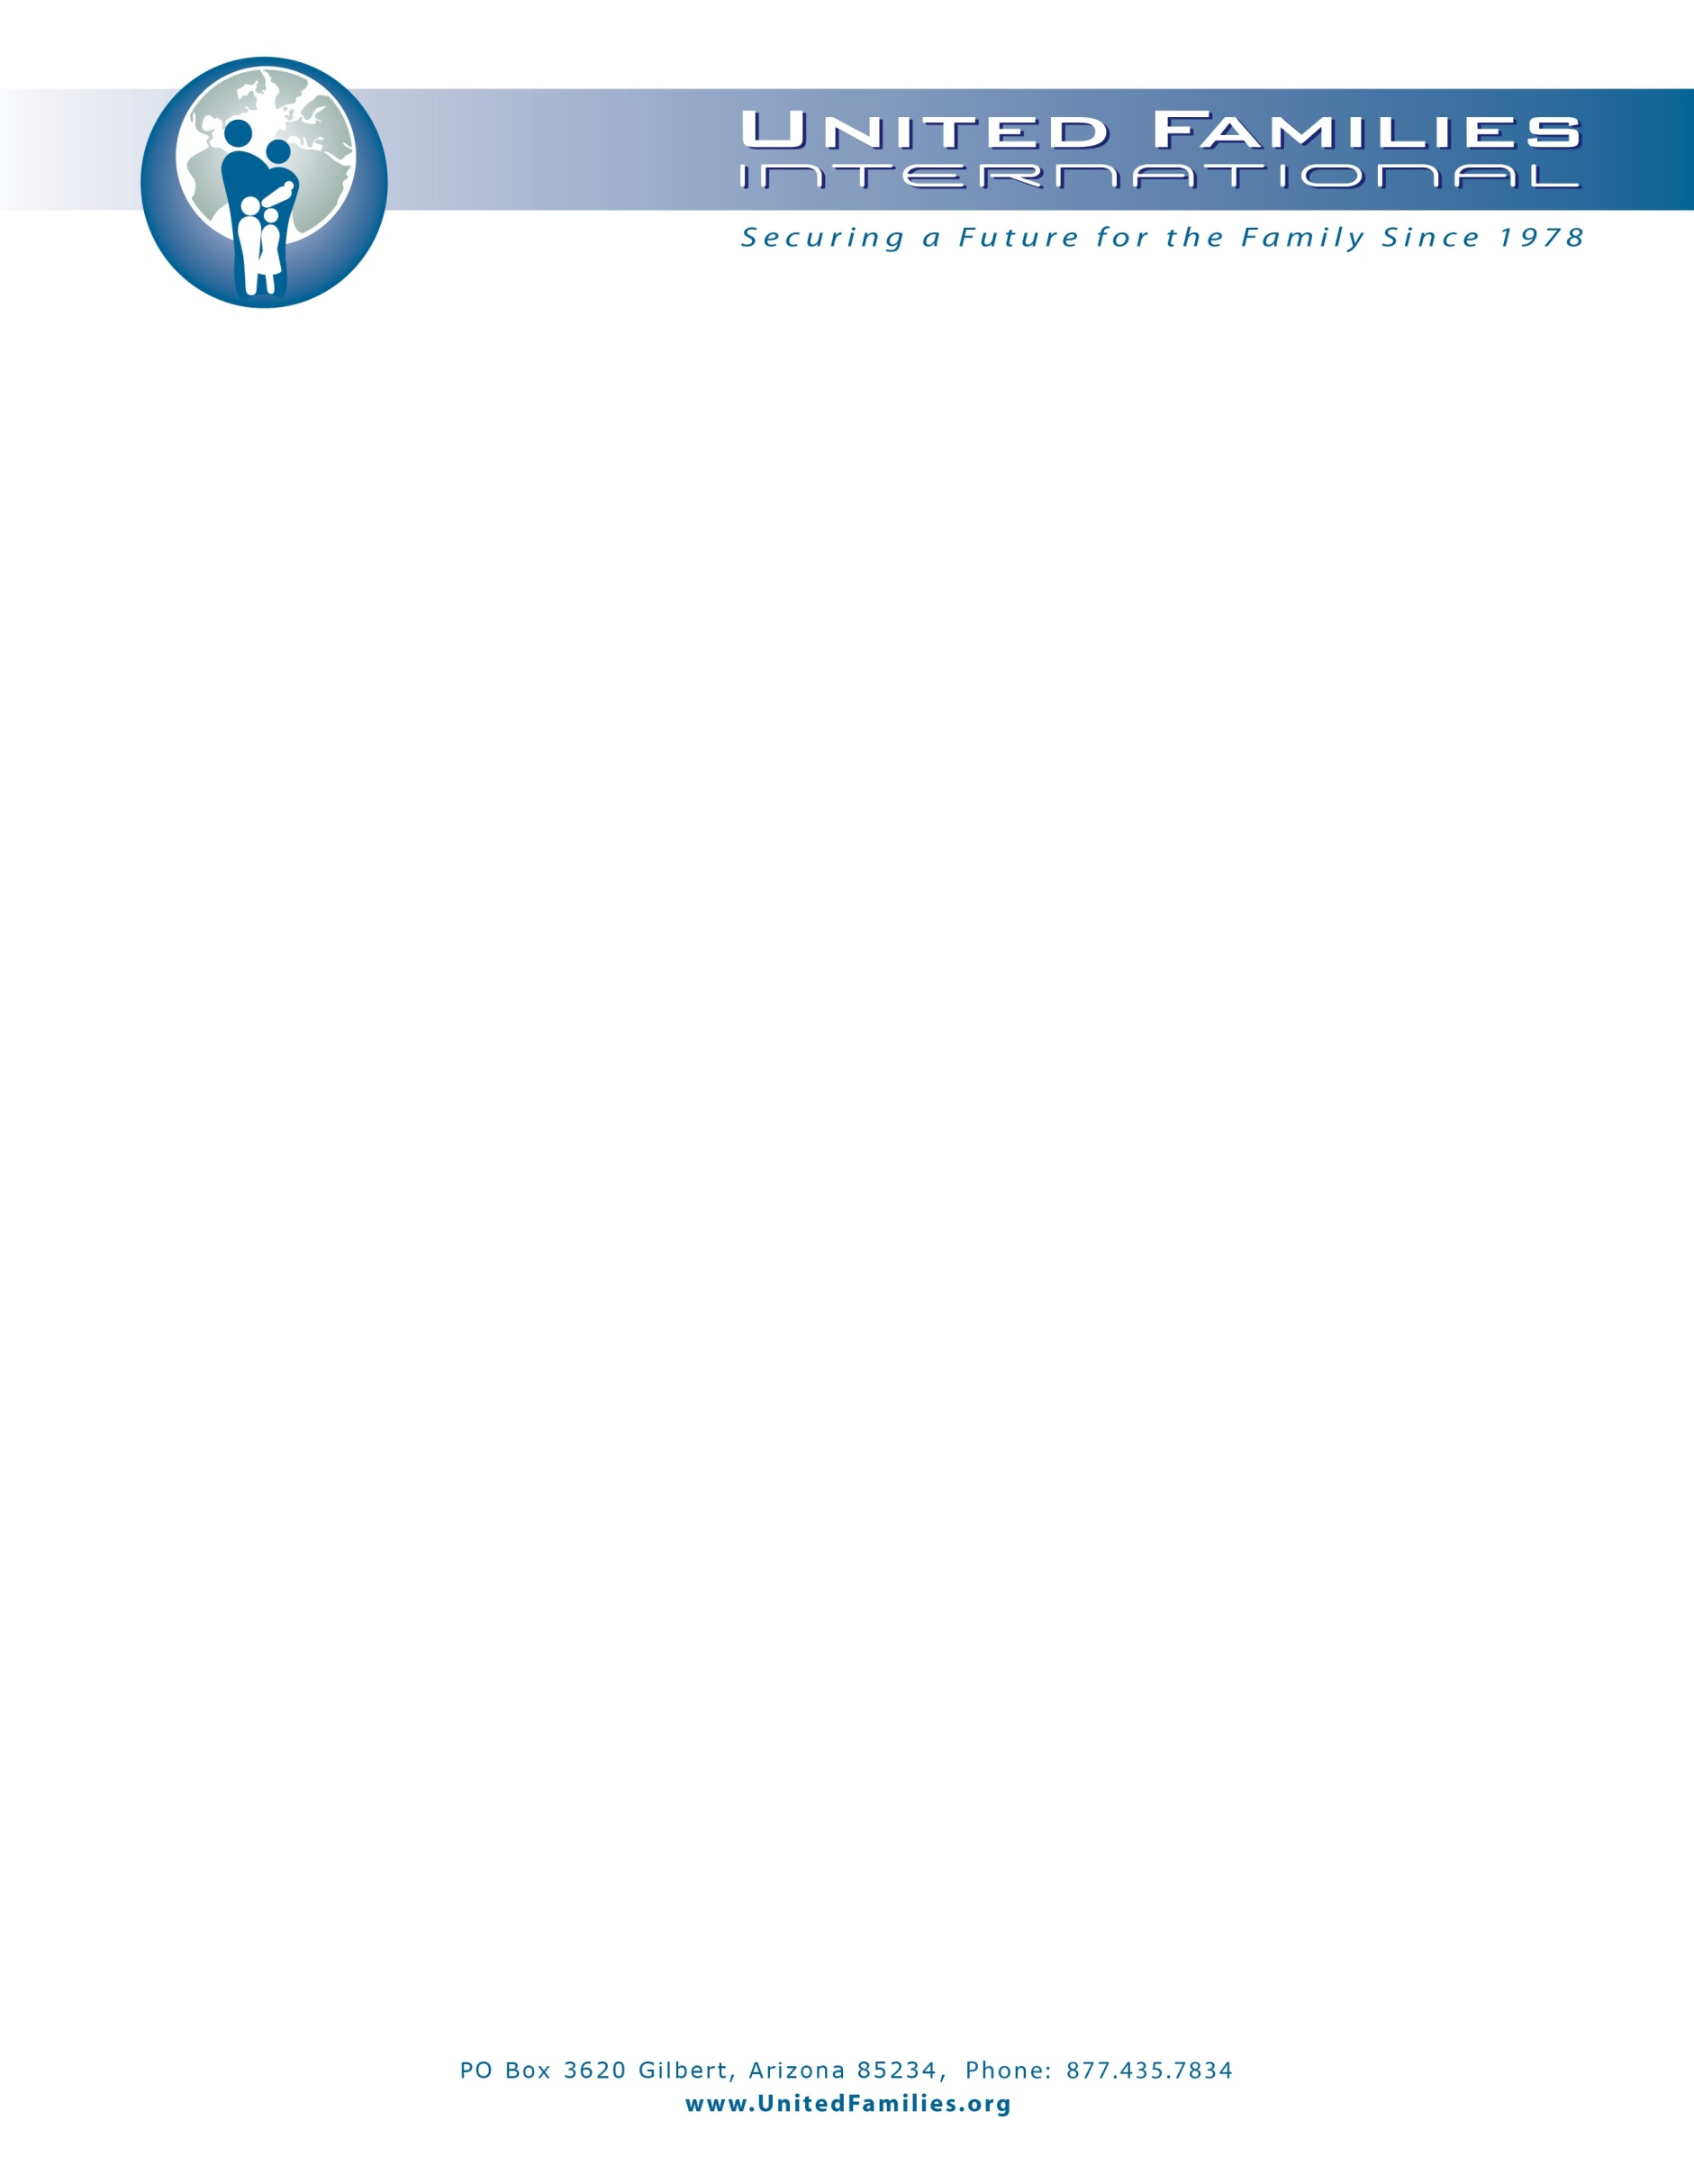 UNITED FAMILIES
INTERNATIONAL
Securing a Future for the Family Since 1978
PO Box 3620 Gilbert, Arizona 85234, Phone: 877.435.7834
www.UnitedFamilies.org